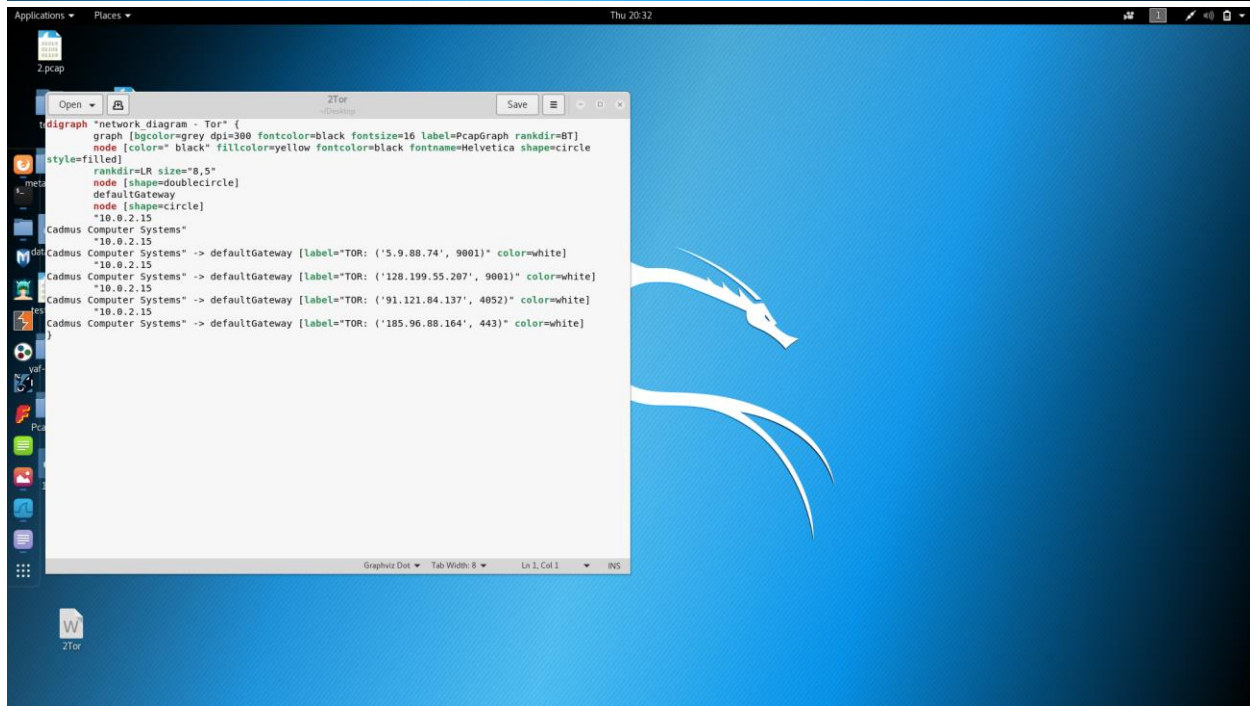 Applications Places Thu 20:32 1
2.pcap
Open 2Tor Save
~/Desktop
digraph "network_diagram - Tor" {
graph [bgcolor=grey dpi=300 fontcolor=black fontsize=16 label=PcapGraph rankdir=BT]
node [color=" black" fillcolor=yellow fontcolor=black fontname=Helvetica shape=circle
style=filled]
rankdir=LR size="8,5"
node [shape=doublecircle]
defaultGateway
node [shape=circle]
"10.0.2.15
Cadmus Computer Systems"
"10.0.2.15
Cadmus Computer Systems" -> defaultGateway [label="TOR: ('5.9.88.74', 9001)" color=white]
"10.0.2.15
Cadmus Computer Systems" -> defaultGateway [label="TOR: ('128.199.55.207', 9001)" color=white]
"10.0.2.15
Cadmus Computer Systems" -> defaultGateway [label="TOR: ('91.121.84.137', 4052)" color=white]
"10.0.2.15
Cadmus Computer Systems" -> defaultGateway [label="TOR: ('185.96.88.164', 443)" color=white]
}
meta
dat
tes
yaf-
Pca
Graphviz Dot Tab Width: 8 Ln 1, Col 1 INS
W
2Tor